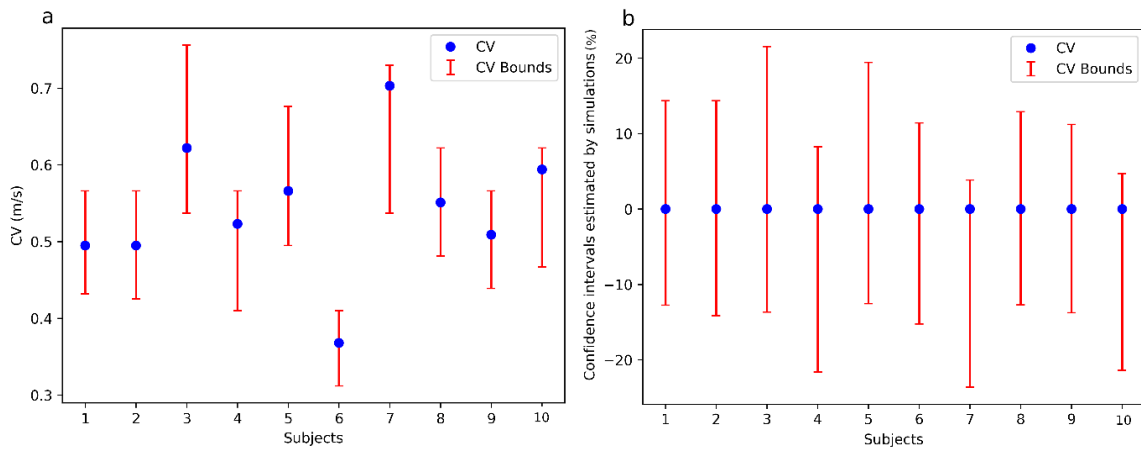 a
CV (m/s)
0.7
0.6
0.5
0.4
0.3
CV
CV Bounds
1 2 3 4 5 6 7 8 9 10
Subjects
b
Confidence intervals estimated by simulations (%)
20
10
0
−10
−20
CV
CV Bounds
1 2 3 4 5 6 7 8 9 10
Subjects